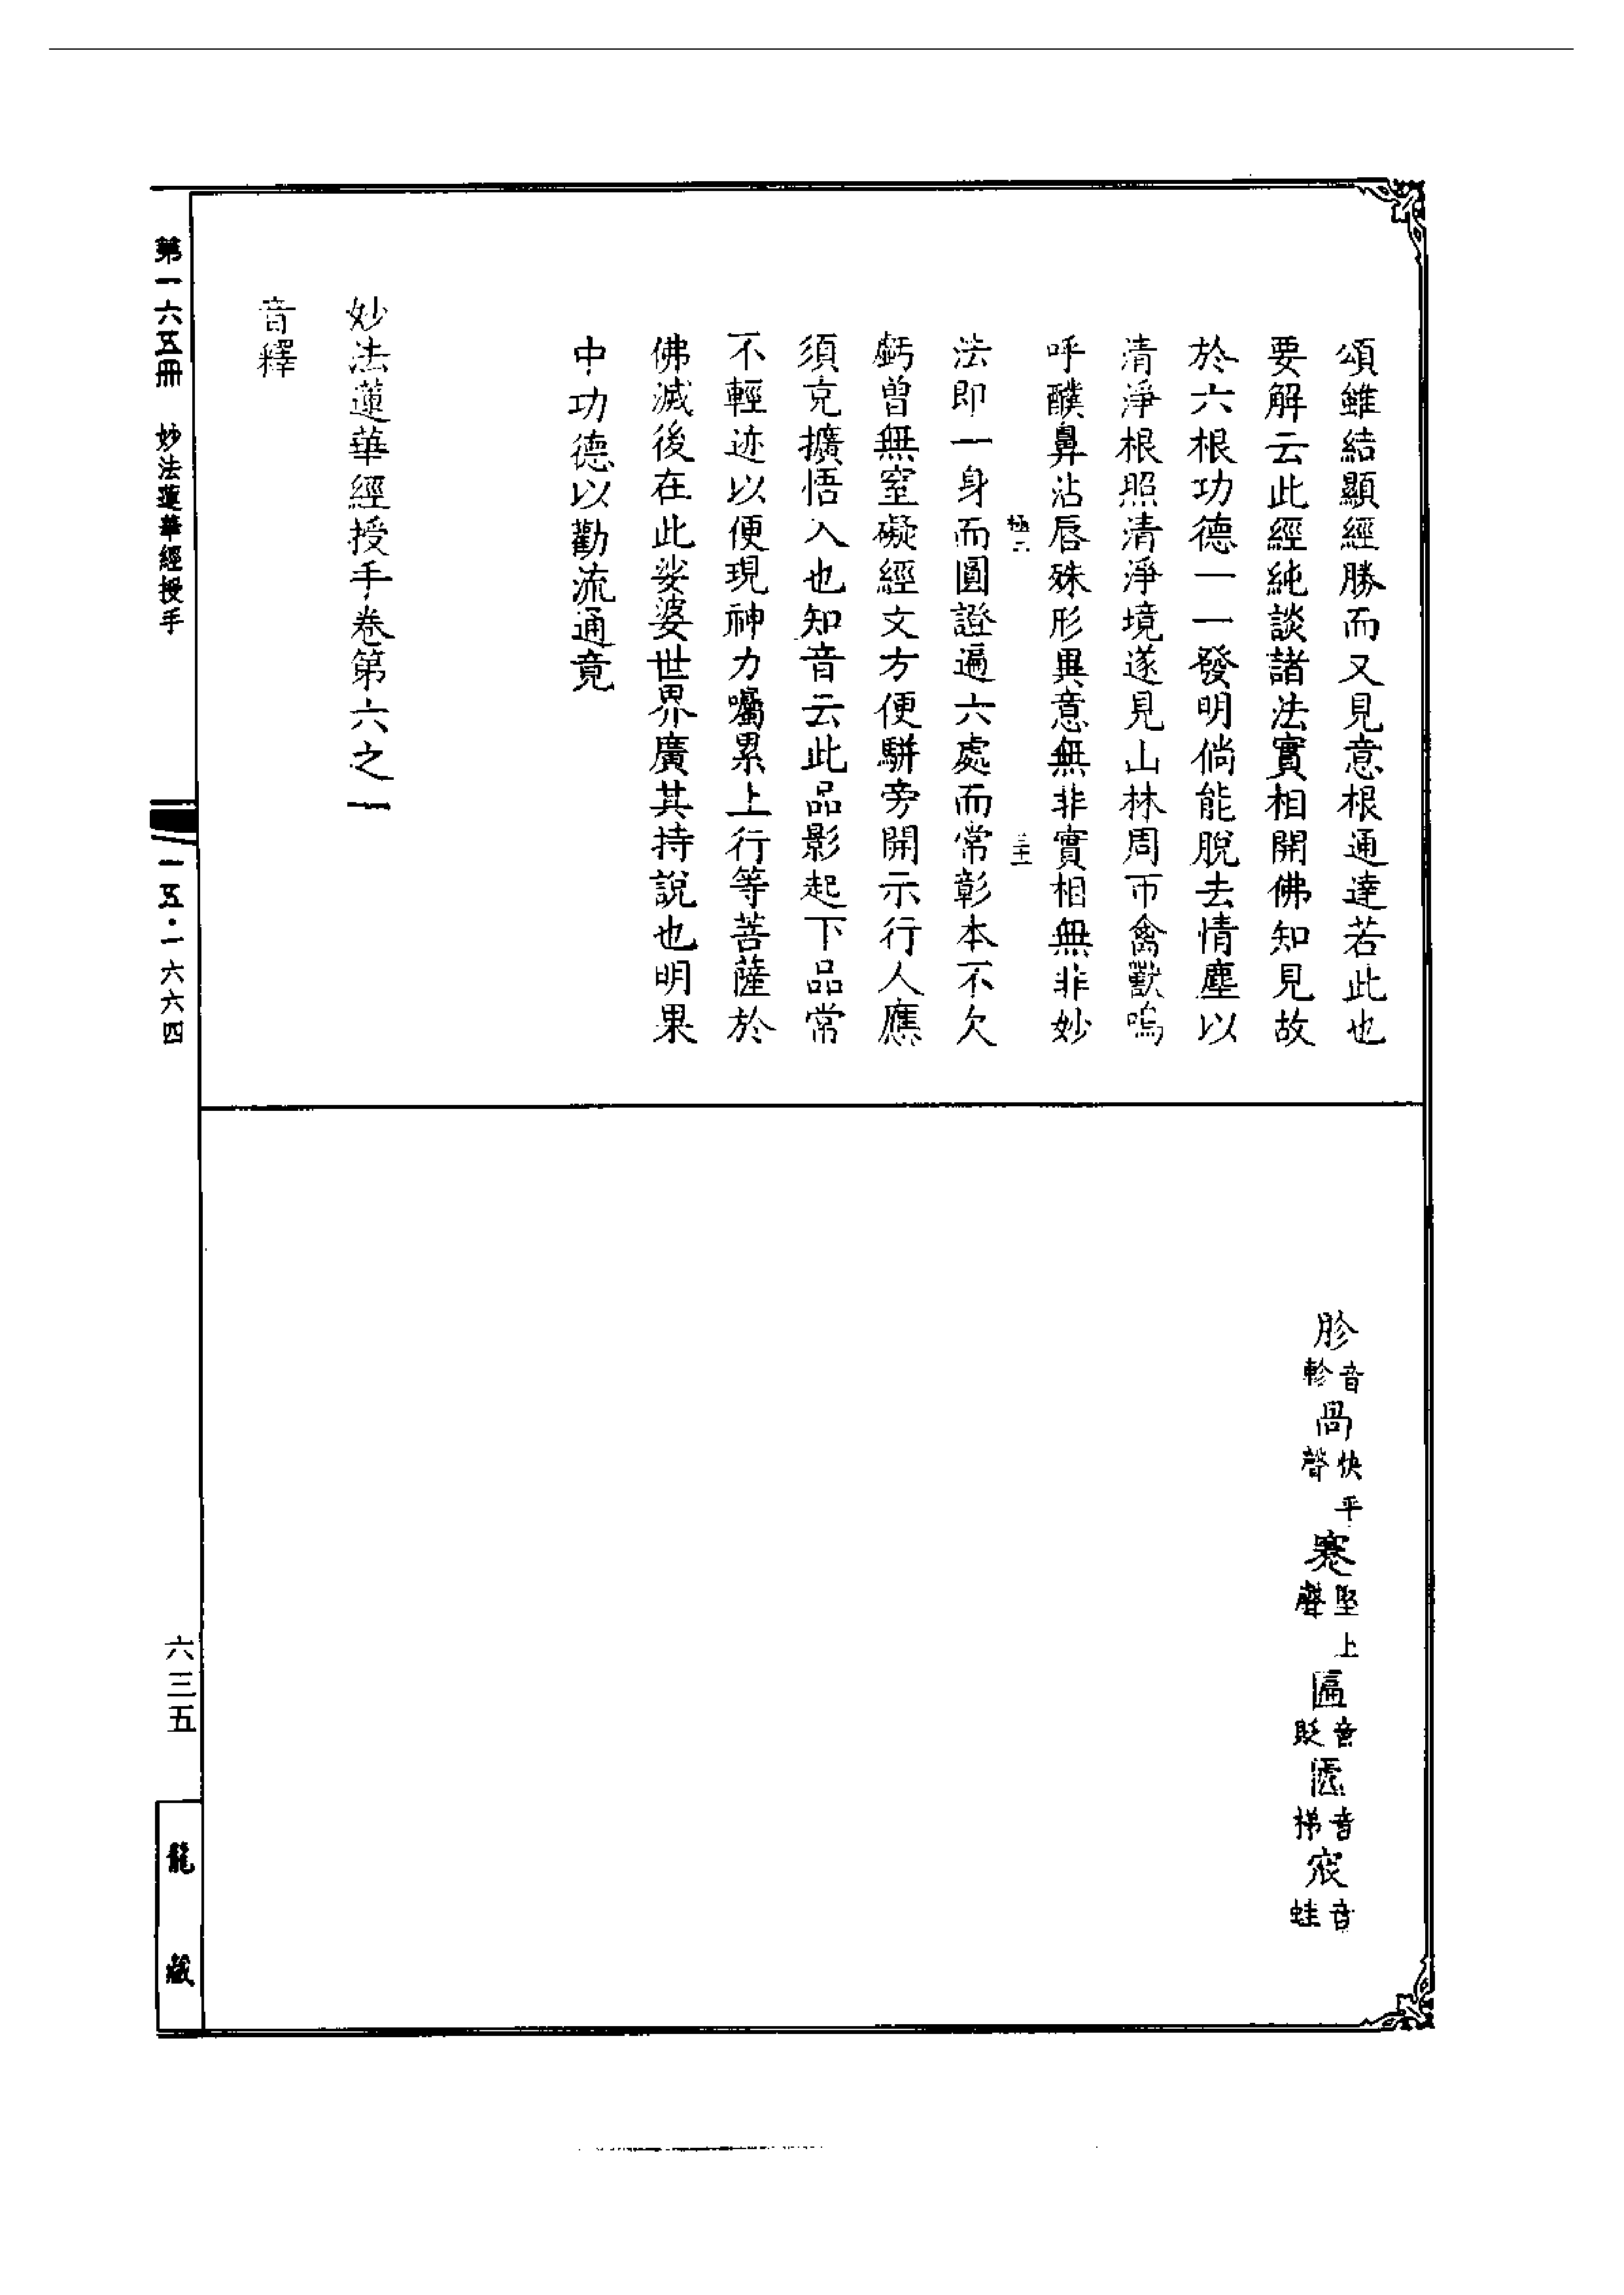 頌雖結顯經勝而又見意根通達若此也
要解云此經純談諸法實相開佛知見故
於六根功德一一發明倘能脫去情塵以
清淨根照清淨境遂見山林周帀禽獸鳴
呼醭鼻沾唇殊形異意無非實相無非妙
法即一身而圓證遍六處而常彰本不欠
虧曾無窒礙經文方便駢旁開示行人應
須克擴悟入也知音云此品影起下品常
不輕迹以便現神力囑累上行等菩薩於
佛滅後在此娑婆世界廣其持說也明果
中功德以勸流通竟
妙法蓮華經授手卷第六之一
音釋
胗音軫 咼快平聲 寋堅上聲 匾音貶 㔸音梯 窊音蛙
第一六五冊 妙法蓮華經授手
一五·一六六四
六三五
龍藏